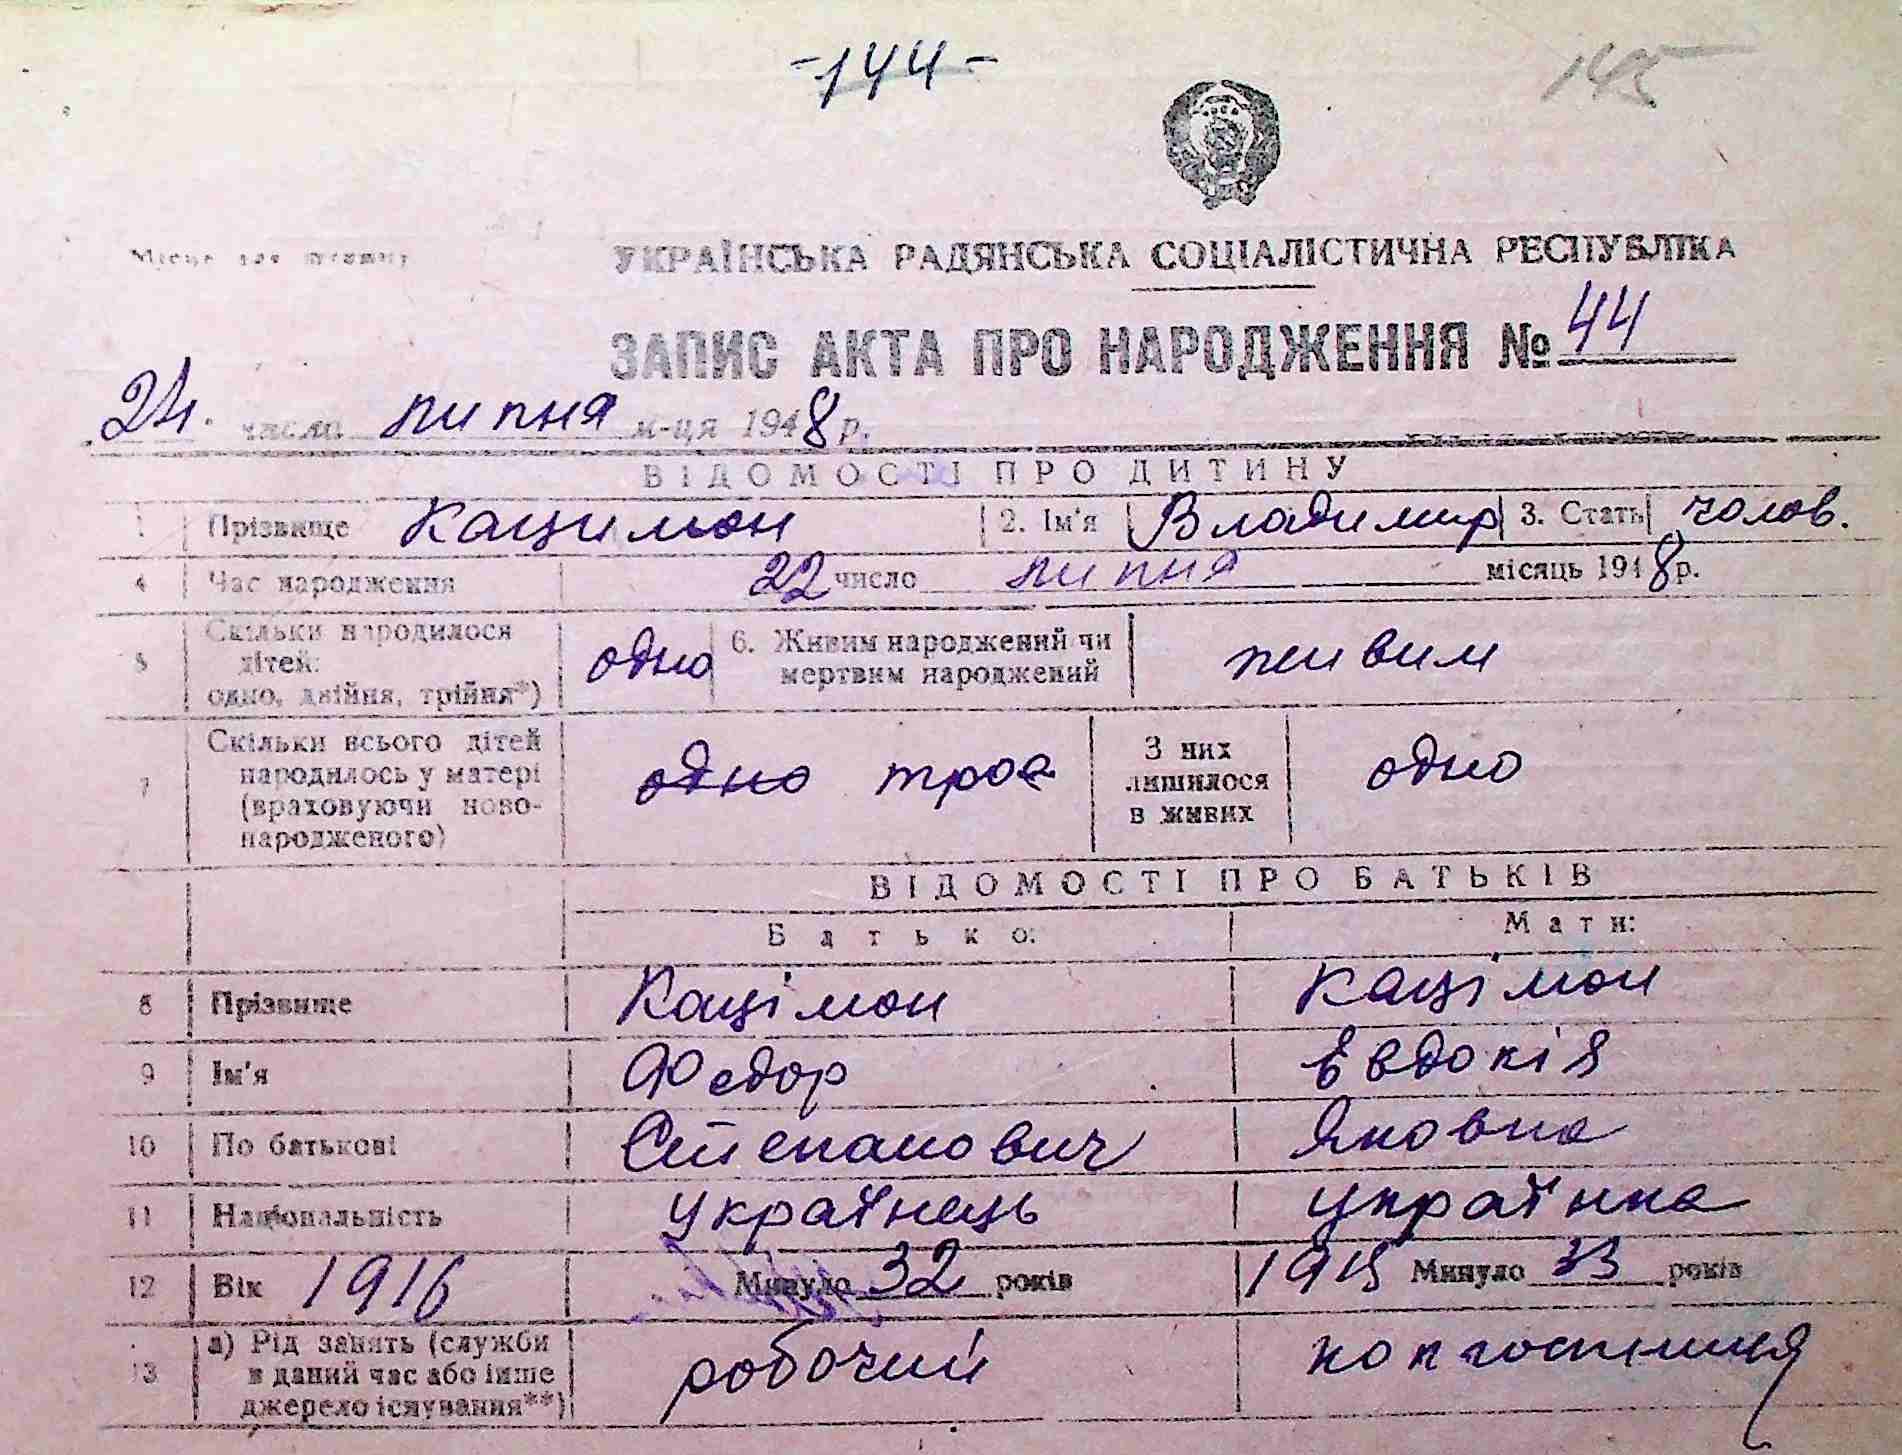 -144-
145
Місце для штампу
УКРАЇНСЬКА РАДЯНСЬКА СОЦІАЛІСТИЧНА РЕСПУБЛІКА
ЗАПИС АКТА ПРО НАРОДЖЕННЯ № 44
24. число липня м-ця 1948 р.
ВІДОМОСТІ ПРО ДИТИНУ
1 Прізвище Кацимон 2. Ім'я Владимир 3. Стать чолов.
4 Час народження 22 число липня місяць 1948 р.
5 Скільки народилося дітей: одно, двійня, трійня*) одно 6. Живим народжений чи мертвим народжений живим
7 Скільки всього дітей народилось у матері (враховуючи новонародженого) одно троє З них лишилося в живих одно
ВІДОМОСТІ ПРО БАТЬКІВ
Батько: Мати:
8 Прізвище Кацімон Кацімон
9 Ім'я Федор Евдокія
10 По батькові Степанович Яковна
11 Національність українець українка
12 Вік 1916 Минуло 32 років 1915 Минуло 33 років
13 а) Рід занять (служби в даний час або інше джерело існування**) робочий колгоспниця